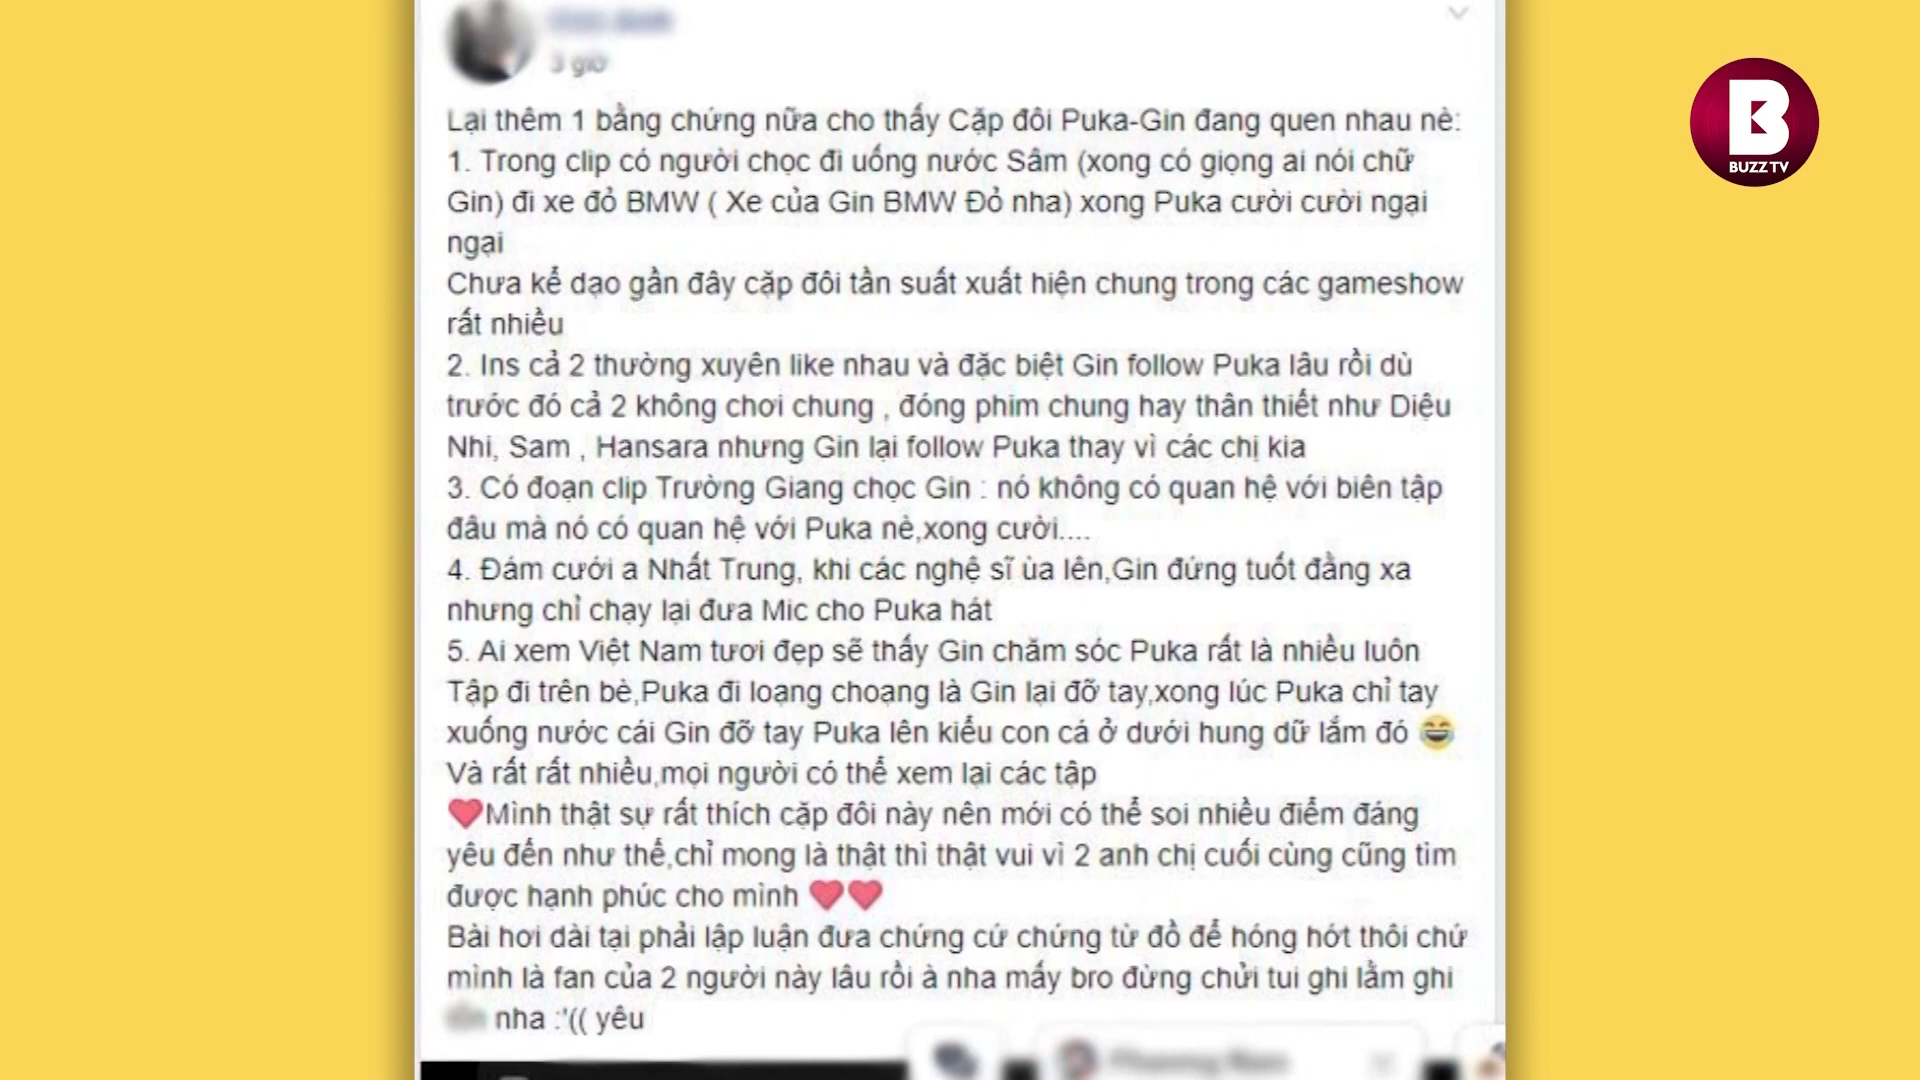 3 giờ
Lại thêm 1 bằng chứng nữa cho thấy Cặp đôi Puka-Gin đang quen nhau nè:
1. Trong clip có người chọc đi uống nước Sâm (xong có giọng ai nói chữ
Gin) đi xe đỏ BMW ( Xe của Gin BMW Đỏ nha) xong Puka cười cười ngại
ngại
Chưa kể dạo gần đây cặp đôi tần suất xuất hiện chung trong các gameshow
rất nhiều
2. Ins cả 2 thường xuyên like nhau và đặc biệt Gin follow Puka lâu rồi dù
trước đó cả 2 không chơi chung , đóng phim chung hay thân thiết như Diệu
Nhi, Sam , Hansara nhưng Gin lại follow Puka thay vì các chị kia
3. Có đoạn clip Trường Giang chọc Gin : nó không có quan hệ với biên tập
đâu mà nó có quan hệ với Puka nè,xong cười....
4. Đám cưới a Nhất Trung, khi các nghệ sĩ ùa lên,Gin đứng tuốt đằng xa
nhưng chỉ chạy lại đưa Mic cho Puka hát
5. Ai xem Việt Nam tươi đẹp sẽ thấy Gin chăm sóc Puka rất là nhiều luôn
Tập đi trên bè,Puka đi loạng choạng là Gin lại đỡ tay,xong lúc Puka chỉ tay
xuống nước cái Gin đỡ tay Puka lên kiểu con cá ở dưới hung dữ lắm đó 😂
Và rất rất nhiều,mọi người có thể xem lại các tập
❤Mình thật sự rất thích cặp đôi này nên mới có thể soi nhiều điểm đáng
yêu đến như thế,chỉ mong là thật thì thật vui vì 2 anh chị cuối cùng cũng tìm
được hạnh phúc cho mình ❤❤
Bài hơi dài tại phải lập luận đưa chứng cứ chứng từ đồ để hóng hớt thôi chứ
mình là fan của 2 người này lâu rồi à nha mấy bro đừng chửi tui ghi lằm ghi
nha :'(( yêu
B
BUZZ TV